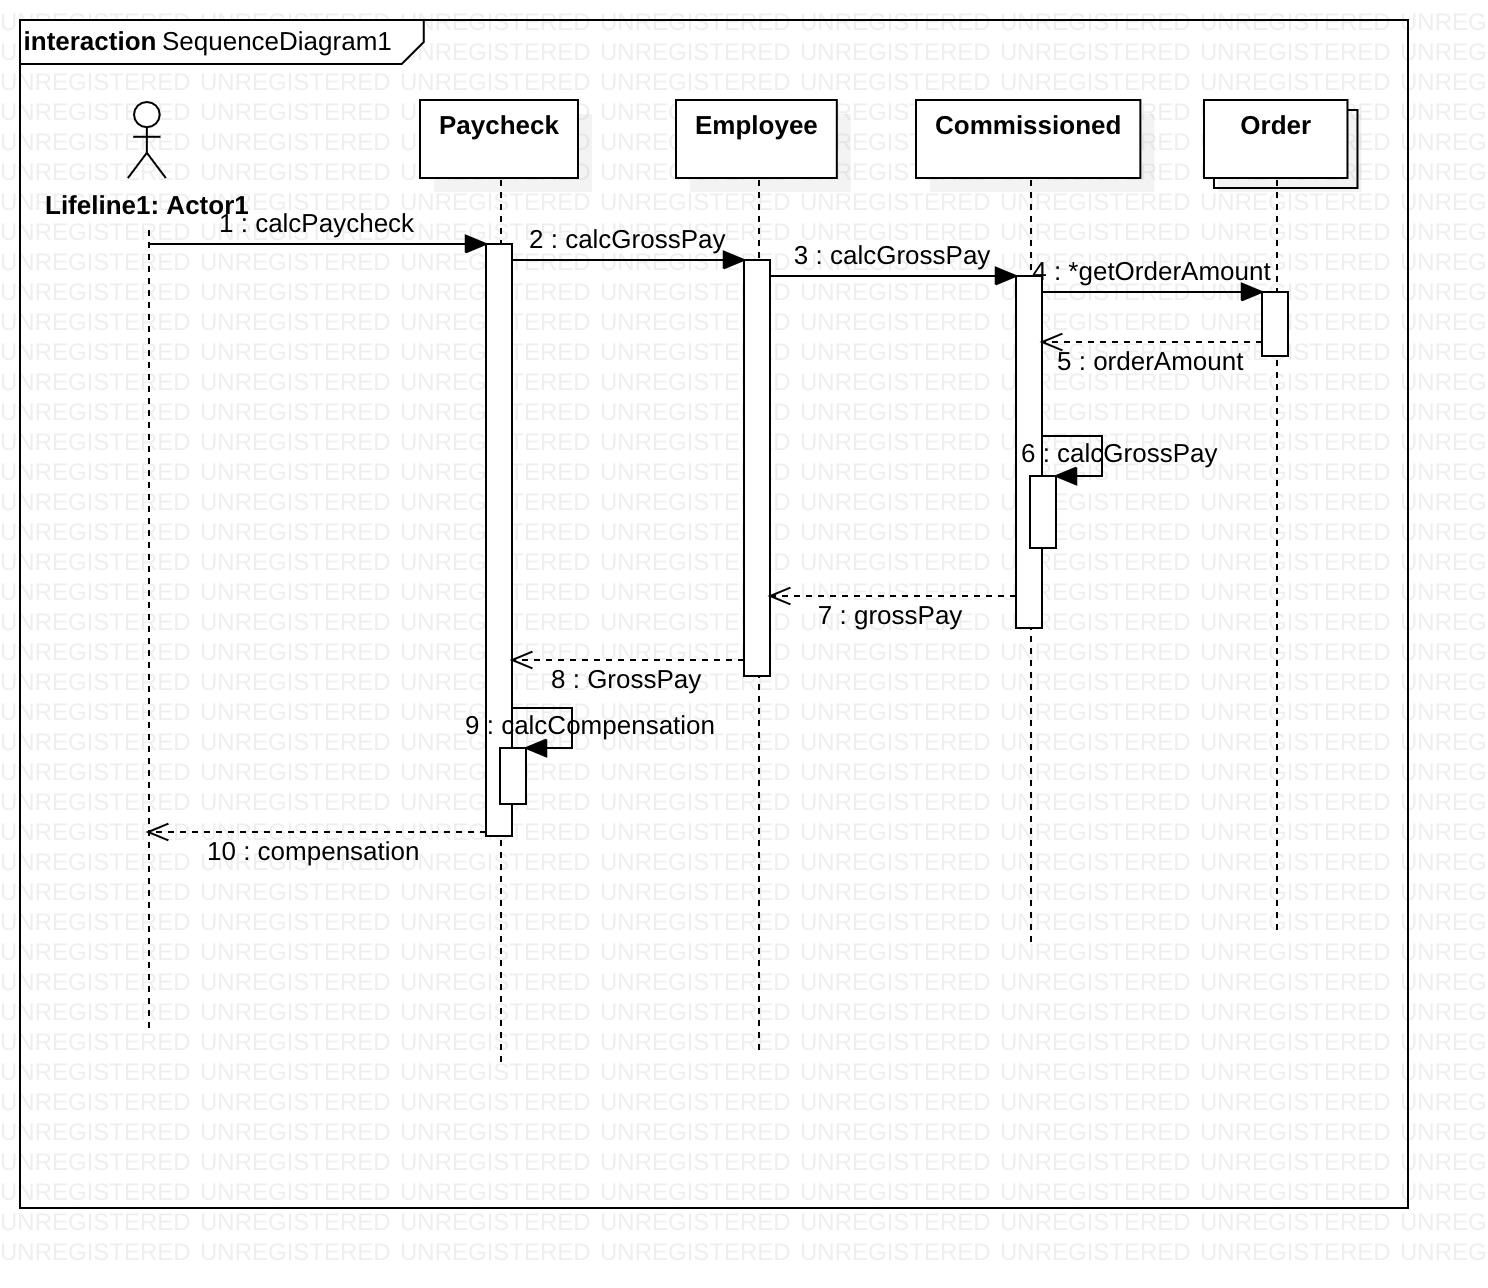 interaction SequenceDiagram1
Paycheck
Employee
Commissioned
Order
Lifeline1: Actor1
1 : calcPaycheck
2 : calcGrossPay
3 : calcGrossPay
4 : *getOrderAmount
5 : orderAmount
6 : calcGrossPay
7 : grossPay
8 : GrossPay
9 : calcCompensation
10 : compensation
UNREGISTERED